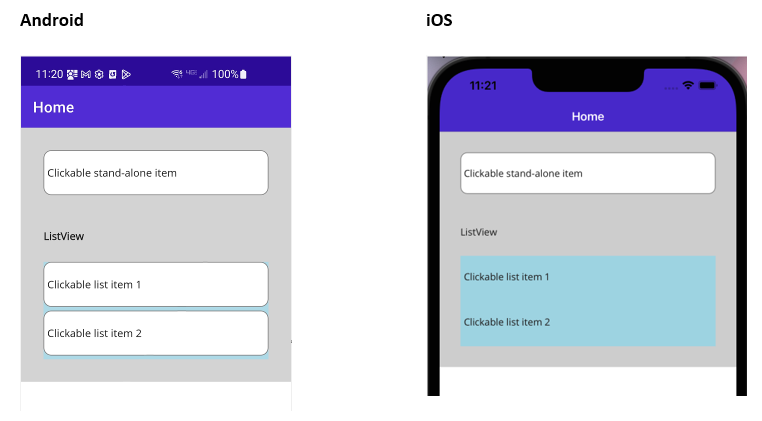 Android
11:20 4GE 100%
Home
Clickable stand-alone item
ListView
Clickable list item 1
Clickable list item 2
iOS
11:21
Home
Clickable stand-alone item
ListView
Clickable list item 1
Clickable list item 2